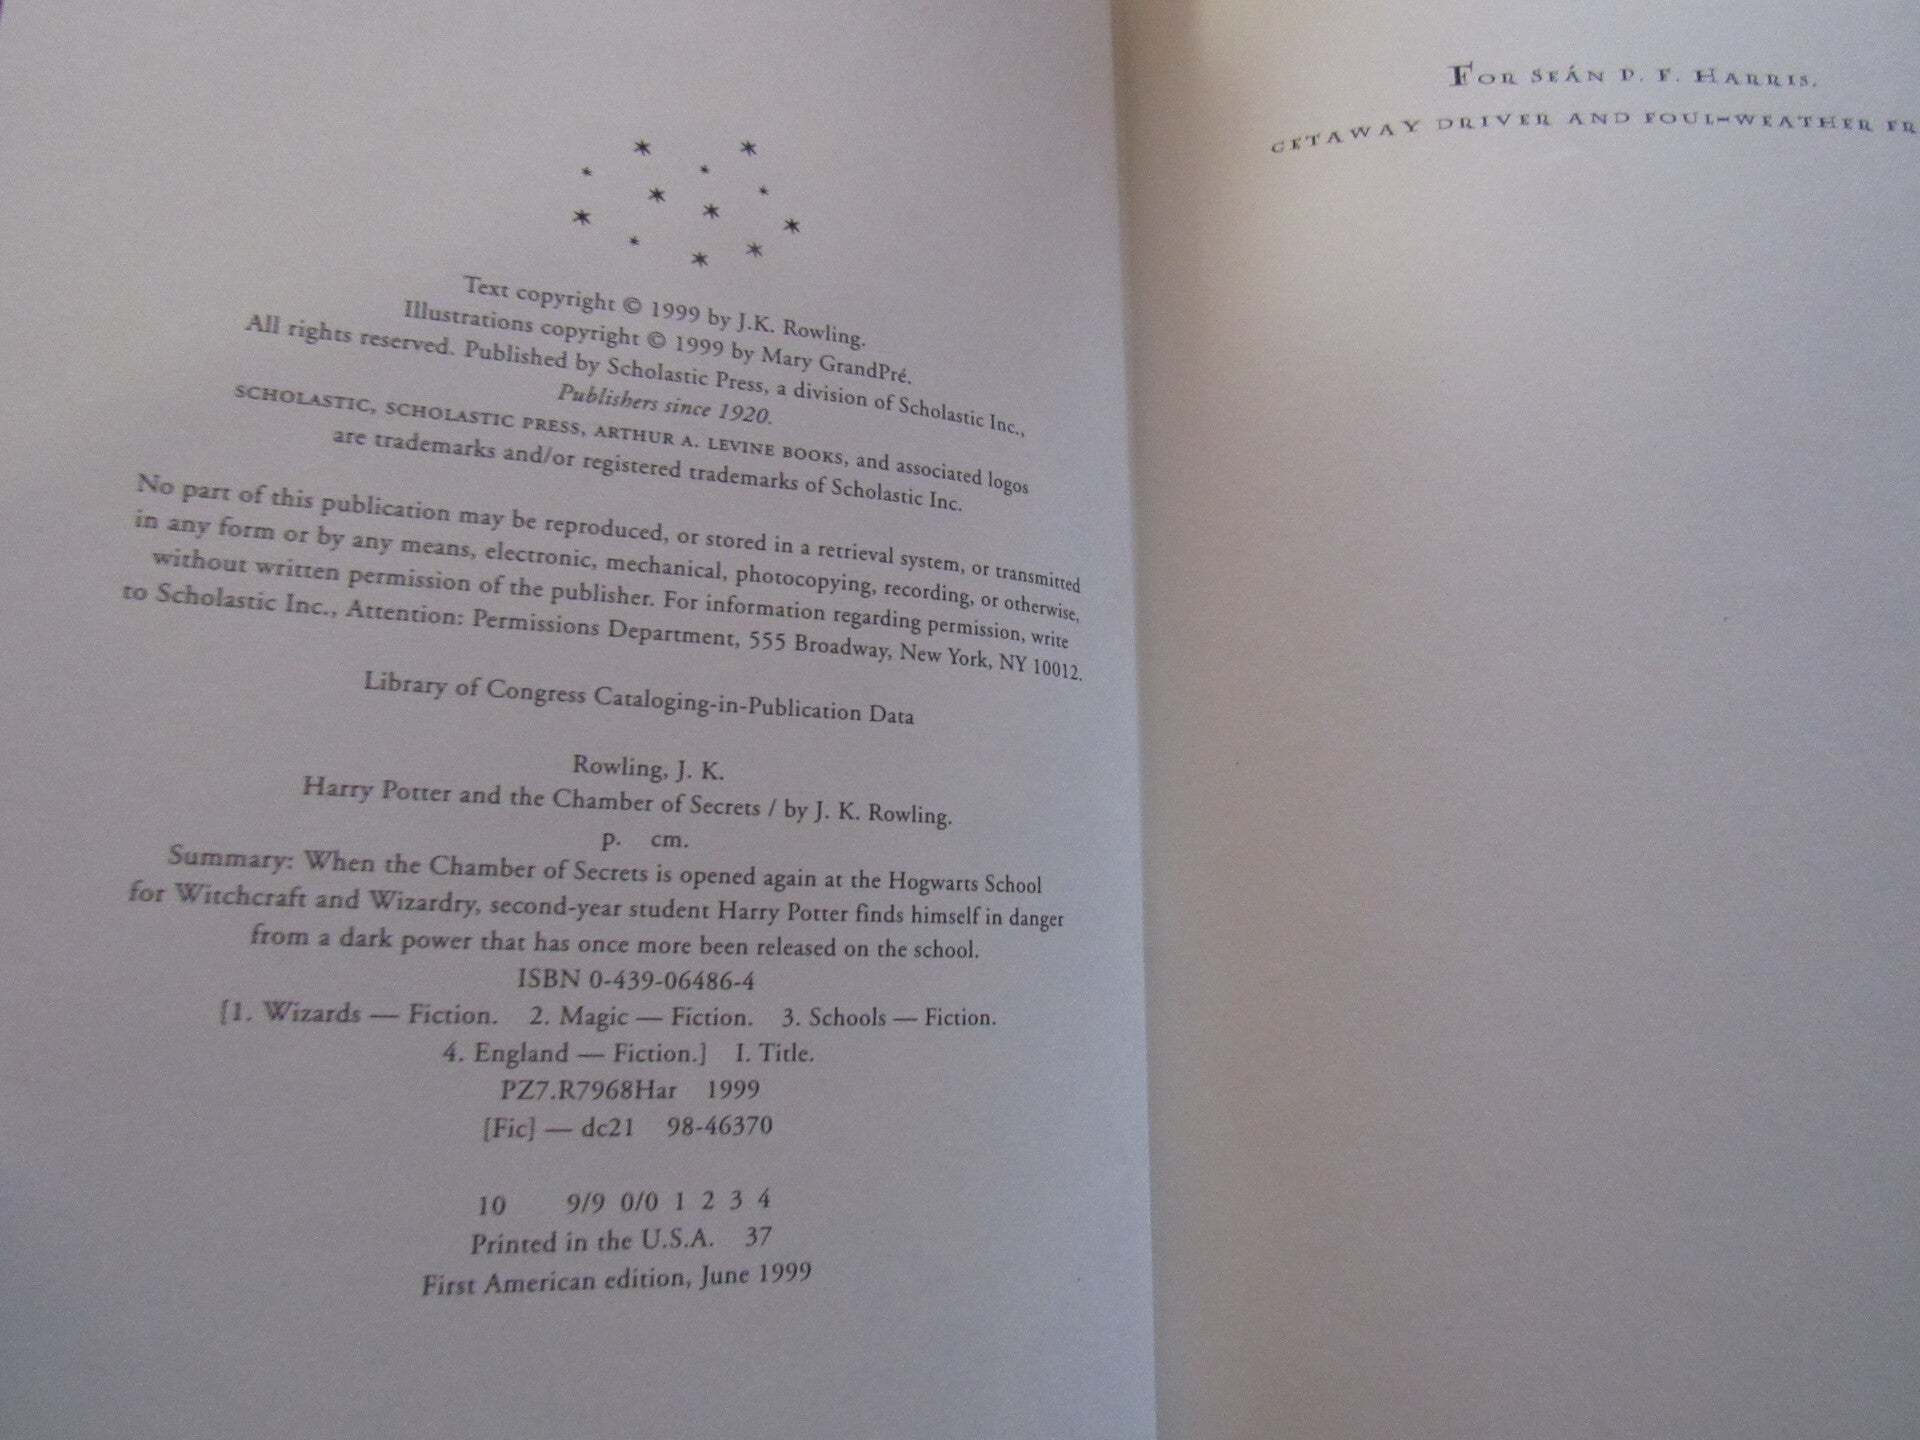 Text copyright © 1999 by J.K. Rowling.
Illustrations copyright © 1999 by Mary GrandPré.
All rights reserved. Published by Scholastic Press, a division of Scholastic Inc.,
Publishers since 1920.
SCHOLASTIC, SCHOLASTIC PRESS, ARTHUR A. LEVINE BOOKS, and associated logos
are trademarks and/or registered trademarks of Scholastic Inc.
No part of this publication may be reproduced, or stored in a retrieval system, or transmitted
in any form or by any means, electronic, mechanical, photocopying, recording, or otherwise,
without written permission of the publisher. For information regarding permission, write
to Scholastic Inc., Attention: Permissions Department, 555 Broadway, New York, NY 10012.
Library of Congress Cataloging-in-Publication Data
Rowling, J. K.
Harry Potter and the Chamber of Secrets / by J. K. Rowling.
p. cm.
Summary: When the Chamber of Secrets is opened again at the Hogwarts School
for Witchcraft and Wizardry, second-year student Harry Potter finds himself in danger
from a dark power that has once more been released on the school.
ISBN 0-439-06486-4
[1. Wizards — Fiction. 2. Magic — Fiction. 3. Schools — Fiction.
4. England — Fiction.] I. Title.
PZ7.R7968Har 1999
[Fic] — dc21 98-46370
10 9/9 0/0 1 2 3 4
Printed in the U.S.A. 37
First American edition, June 1999
FOR SEÁN P. F. HARRIS,
GETAWAY DRIVER AND FOUL-WEATHER FR